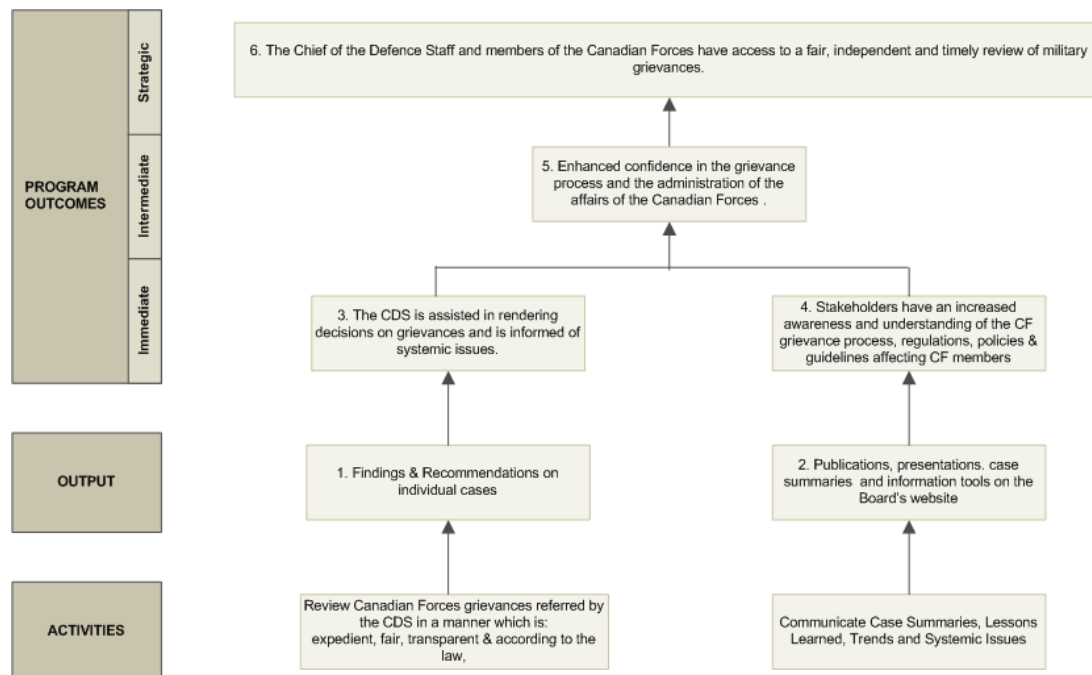 Strategic
6. The Chief of the Defence Staff and members of the Canadian Forces have access to a fair, independent and timely review of military
grievances.
PROGRAM
OUTCOMES
Intermediate
5. Enhanced confidence in the grievance
process and the administration of the
affairs of the Canadian Forces .
Immediate
3. The CDS is assisted in rendering
decisions on grievances and is informed of
systemic issues.
4. Stakeholders have an increased
awareness and understanding of the CF
grievance process, regulations, policies &
guidelines affecting CF members
OUTPUT
1. Findings & Recommendations on
individual cases
2. Publications, presentations. case
summaries  and information tools on the
Board's website
ACTIVITIES
Review Canadian Forces grievances referred by
the CDS in a manner which is:
expedient, fair, transparent & according to the
law,
Communicate Case Summaries, Lessons
Learned, Trends and Systemic Issues